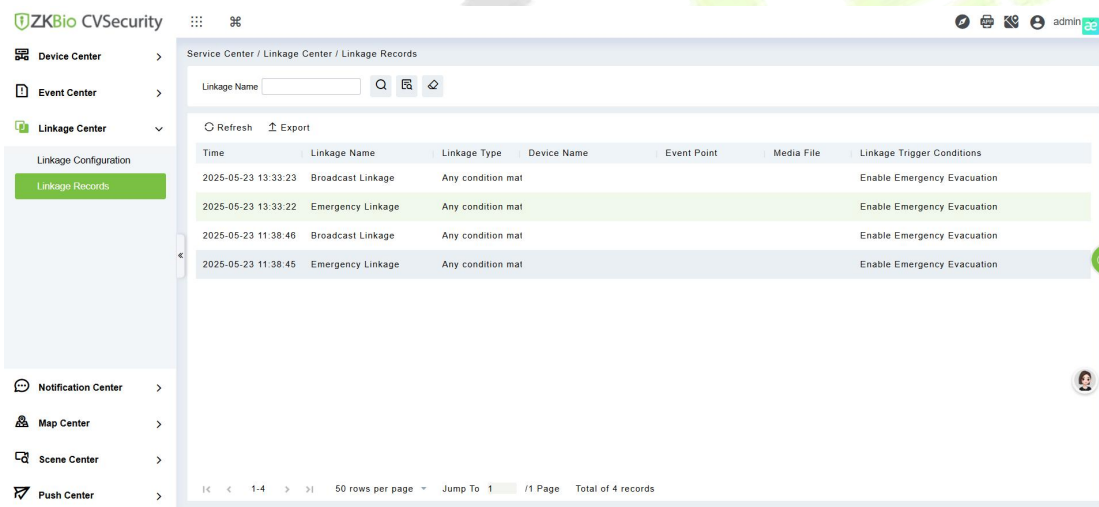 ZKBio CVSecurity
admin
æ
Device Center
Event Center
Linkage Center
Linkage Configuration
Linkage Records
Notification Center
Map Center
Scene Center
Push Center
Service Center / Linkage Center / Linkage Records
Linkage Name
Refresh Export
Time Linkage Name Linkage Type Device Name Event Point Media File Linkage Trigger Conditions
2025-05-23 13:33:23 Broadcast Linkage Any condition mat Enable Emergency Evacuation
2025-05-23 13:33:22 Emergency Linkage Any condition mat Enable Emergency Evacuation
2025-05-23 11:38:46 Broadcast Linkage Any condition mat Enable Emergency Evacuation
2025-05-23 11:38:45 Emergency Linkage Any condition mat Enable Emergency Evacuation
1-4 50 rows per page Jump To 1 /1 Page Total of 4 records